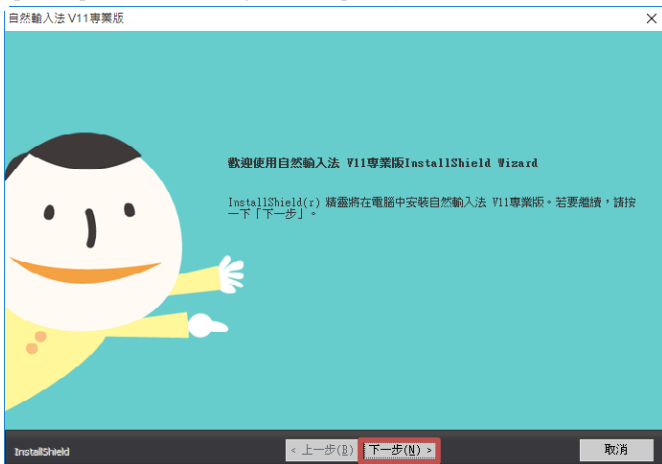 自然輸入法 V11專業版
歡迎使用自然輸入法 V11專業版InstallShield Wizard
InstallShield(r) 精靈將在電腦中安裝自然輸入法 V11專業版。若要繼續，請按
一下「下一步」。
InstallShield
< 上一步(B)
下一步(N) >
取消